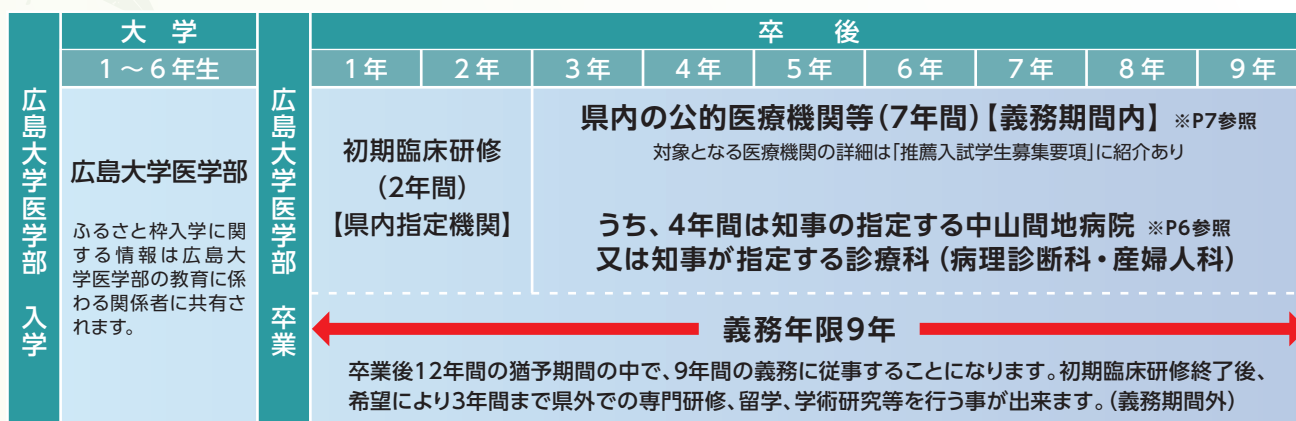 広島大学医学部 入学
大学
1～6年生
広島大学医学部
ふるさと枠入学に関
する情報は広島大
学医学部の教育に係
わる関係者に共有さ
れます。
広島大学医学部 卒業
卒後
1年 2年 3年 4年 5年 6年 7年 8年 9年
初期臨床研修
(2年間)
【県内指定機関】
県内の公的医療機関等(7年間)【義務期間内】 ※P7参照
対象となる医療機関の詳細は「推薦入試学生募集要項」に紹介あり
うち、4年間は知事の指定する中山間地病院 ※P6参照
又は知事が指定する診療科(病理診断科・産婦人科)
義務年限9年
卒業後12年間の猶予期間の中で、9年間の義務に従事することになります。初期臨床研修終了後、
希望により3年間まで県外での専門研修、留学、学術研究等を行う事が出来ます。(義務期間外)